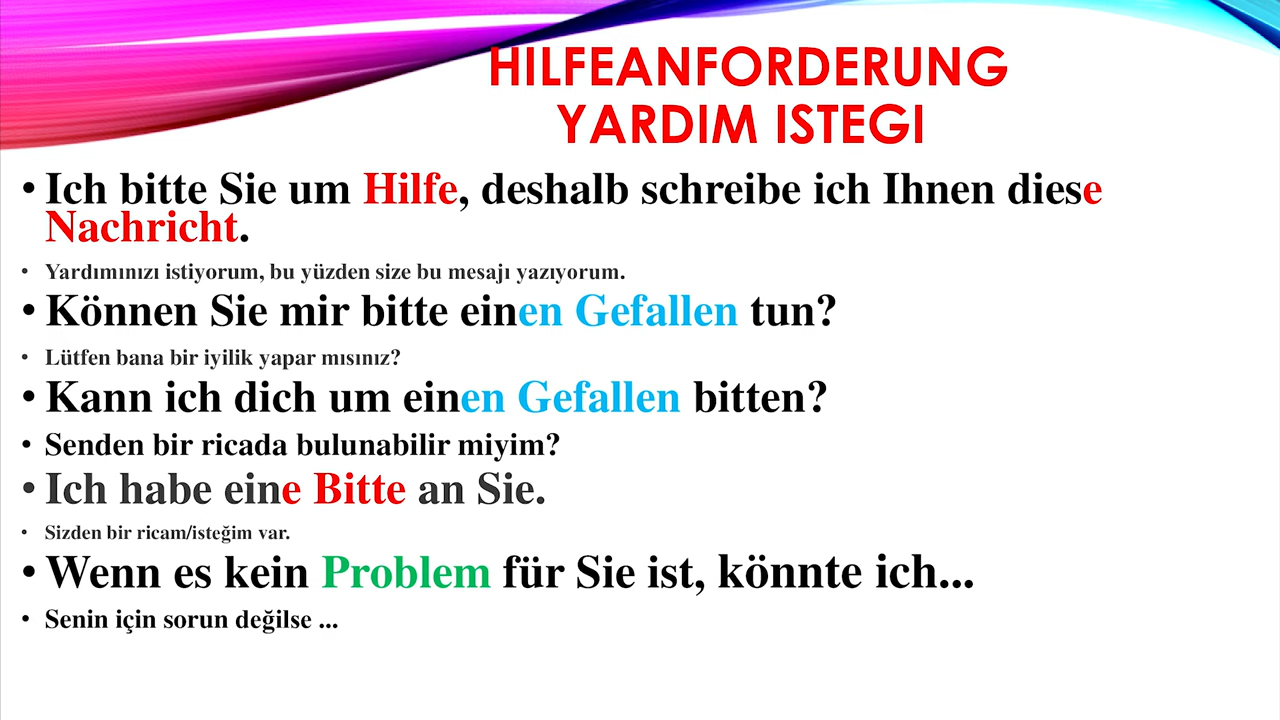 HILFEANFORDERUNG
YARDIM ISTEGI
• Ich bitte Sie um Hilfe, deshalb schreibe ich Ihnen diese
Nachricht.
• Yardımınızı istiyorum, bu yüzden size bu mesajı yazıyorum.
• Können Sie mir bitte einen Gefallen tun?
• Lütfen bana bir iyilik yapar mısınız?
• Kann ich dich um einen Gefallen bitten?
• Senden bir ricada bulunabilir miyim?
• Ich habe eine Bitte an Sie.
• Sizden bir ricam/isteğim var.
• Wenn es kein Problem für Sie ist, könnte ich...
• Senin için sorun değilse ...